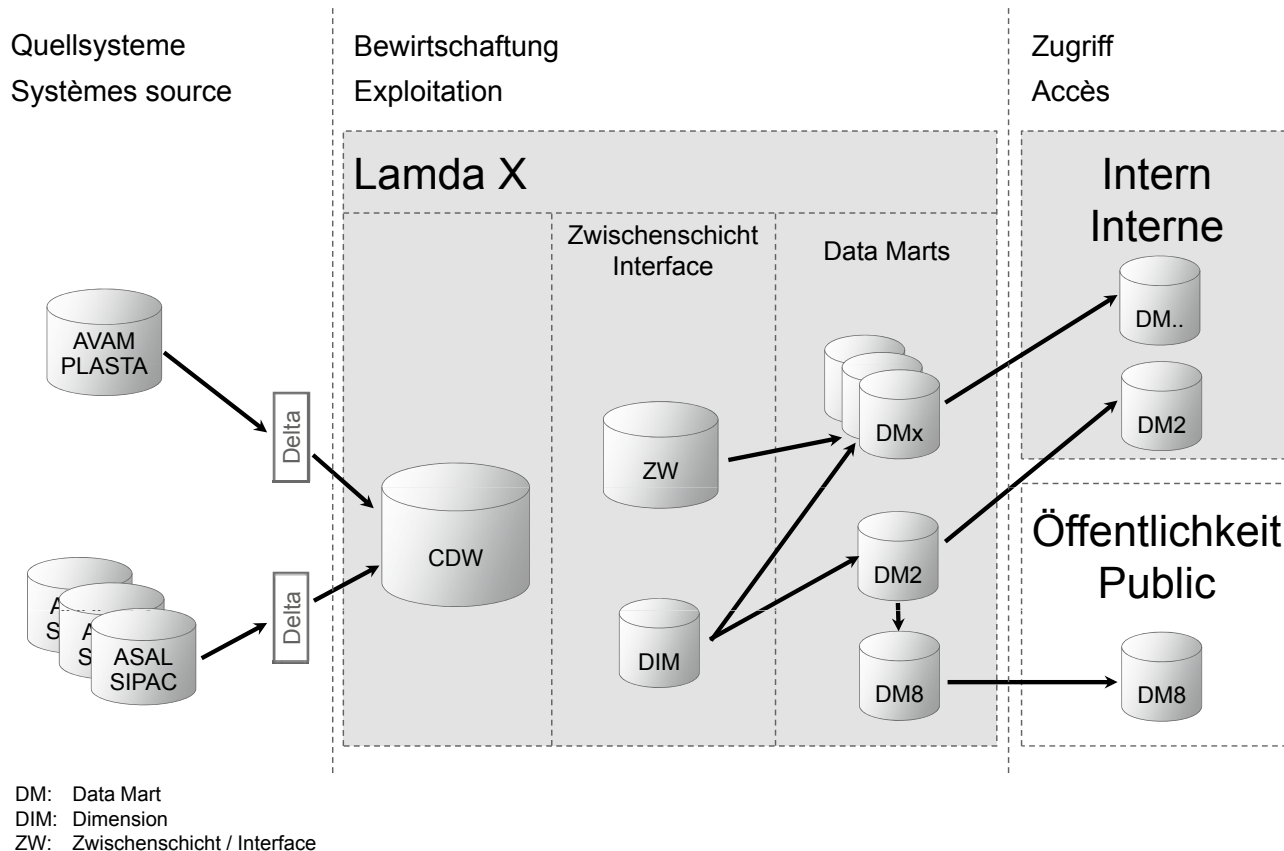 Quellsysteme
Systèmes source
Bewirtschaftung
Exploitation
Zugriff
Accès
Lamda X
Zwischenschicht
Interface
Data Marts
Intern
Interne
AVAM
PLASTA
Delta
Delta
ASAL
SIPAC
CDW
ZW
DIM
DMx
DM2
DM8
DM..
DM2
Öffentlichkeit
Public
DM8
DM: Data Mart
DIM: Dimension
ZW: Zwischenschicht / Interface